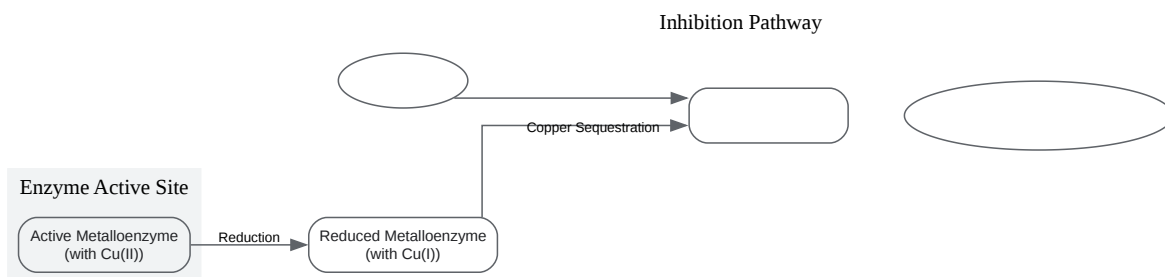 Inhibition Pathway
Copper Sequestration
Enzyme Active Site
Active Metalloenzyme
(with Cu(II))
Reduction
Reduced Metalloenzyme
(with Cu(I))